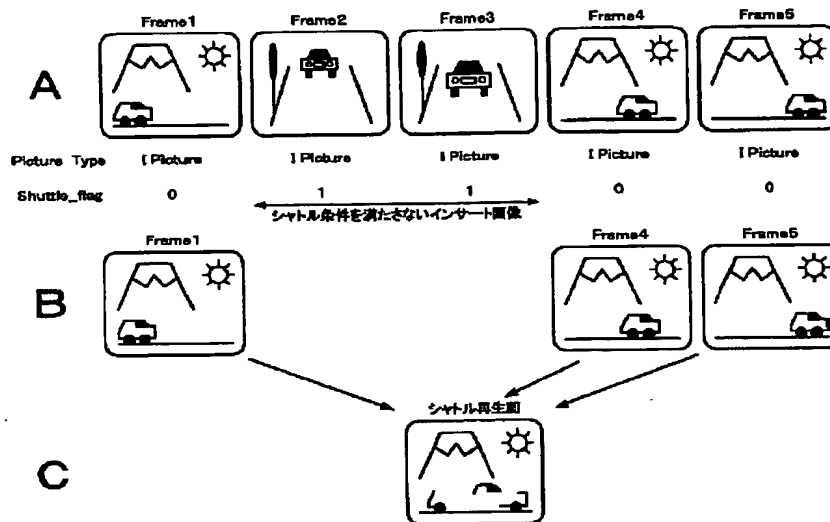 Frame1 Frame2 Frame3 Frame4 Frame5
A
Picture Type I Picture I Picture I Picture I Picture I Picture
Shuttle_flag 0 1 1 0 0
シャトル条件を満たさないインサート画像
Frame1 Frame4 Frame5
B
シャトル再生画
C